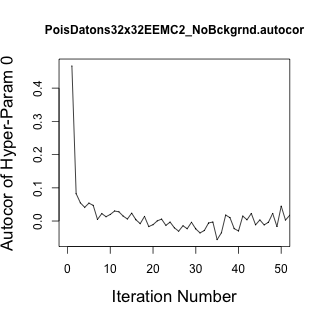 PoisDatons32x32EEMC2_NoBckgrnd.autocor
Autocor of Hyper-Param 0
0.4
0.3
0.2
0.1
0.0
0 10 20 30 40 50
Iteration Number